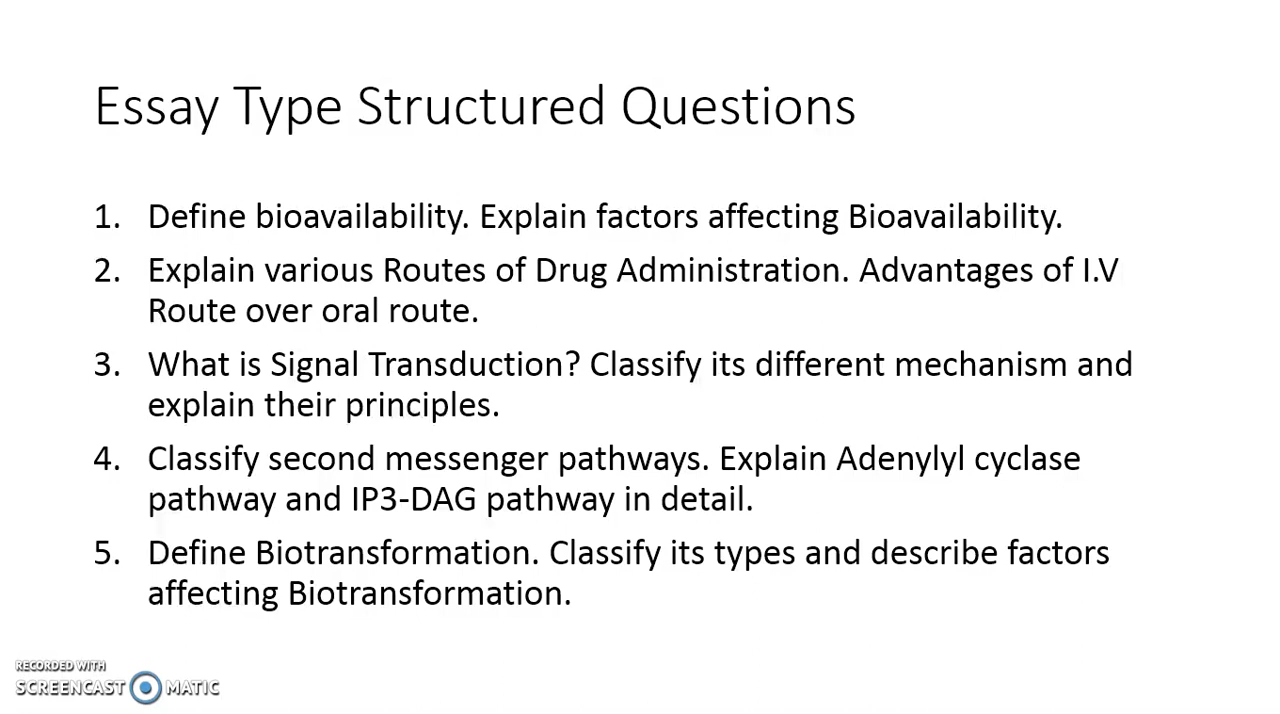 Essay Type Structured Questions
1. Define bioavailability. Explain factors affecting Bioavailability.
2. Explain various Routes of Drug Administration. Advantages of I.V
Route over oral route.
3. What is Signal Transduction? Classify its different mechanism and
explain their principles.
4. Classify second messenger pathways. Explain Adenylyl cyclase
pathway and IP3-DAG pathway in detail.
5. Define Biotransformation. Classify its types and describe factors
affecting Biotransformation.
RECORDED WITH
SCREENCAST MATIC